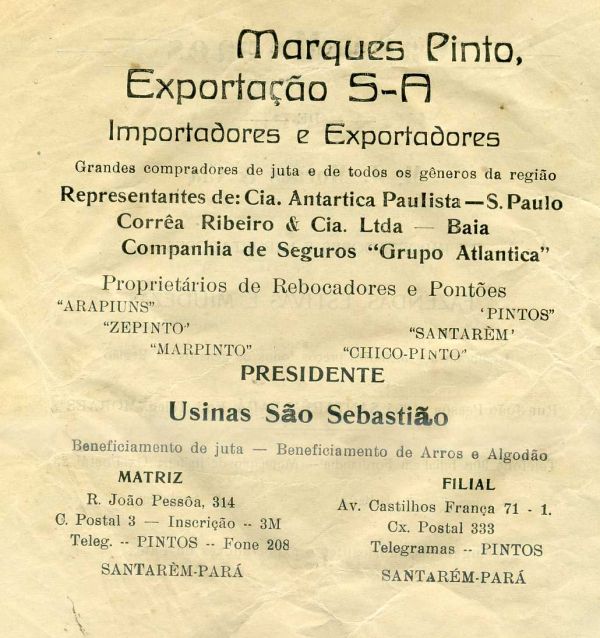 Marques Pinto,
Exportação S-A
Importadores e Exportadores
Grandes compradores de juta e de todos os gêneros da região
Representantes de: Cia. Antartica Paulista — S. Paulo
Corrêa Ribeiro & Cia. Ltda — Baia
Companhia de Seguros "Grupo Atlantica"
Proprietários de Rebocadores e Pontões
"ARAPIUNS" 'PINTOS"
"ZEPINTO'' "SANTARÈM'
"MARPINTO" "CHICO-PINTO''
PRESIDENTE
Usinas São Sebastião
Beneficiamento de juta — Beneficiamento de Arros e Algodão
MATRIZ
R. João Pessôa, 314
C. Postal 3 — Inscrição -- 3M
Teleg. -- PINTOS -- Fone 208
SANTARÈM-PARÁ
FILIAL
Av. Castilhos França 71 - 1.
Cx. Postal 333
Telegramas -- PINTOS
SANTARÉM-PARÁ